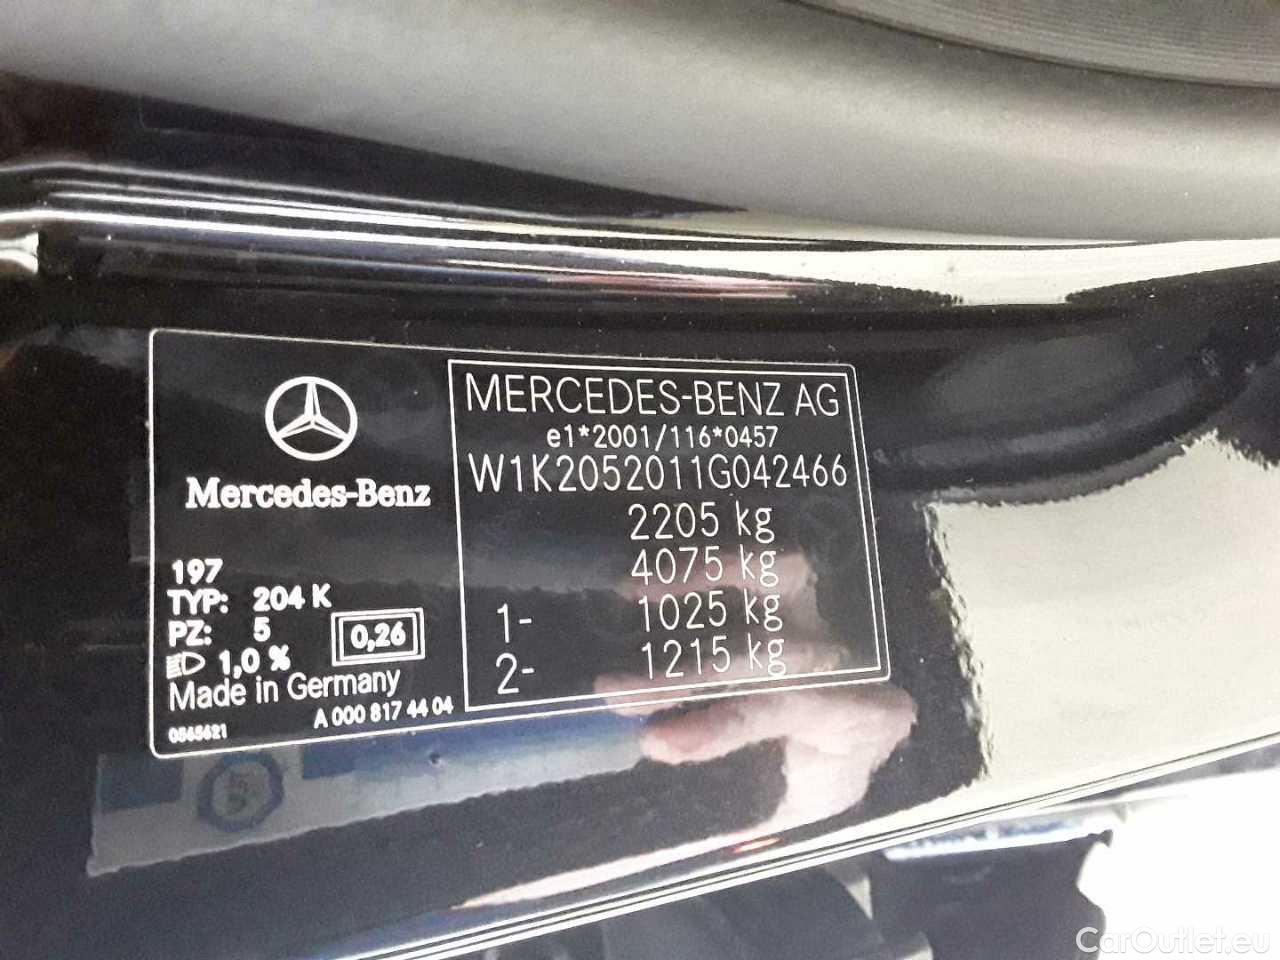 Mercedes-Benz
197
TYP: 204 K
PZ: 5
0,26
1,0 %
Made in Germany
A 000 817 44 04
0565621
MERCEDES-BENZ AG
e1*2001/116*0457
W1K2052011G042466
2205 kg
4075 kg
1- 1025 kg
2- 1215 kg
CarOutlet.eu